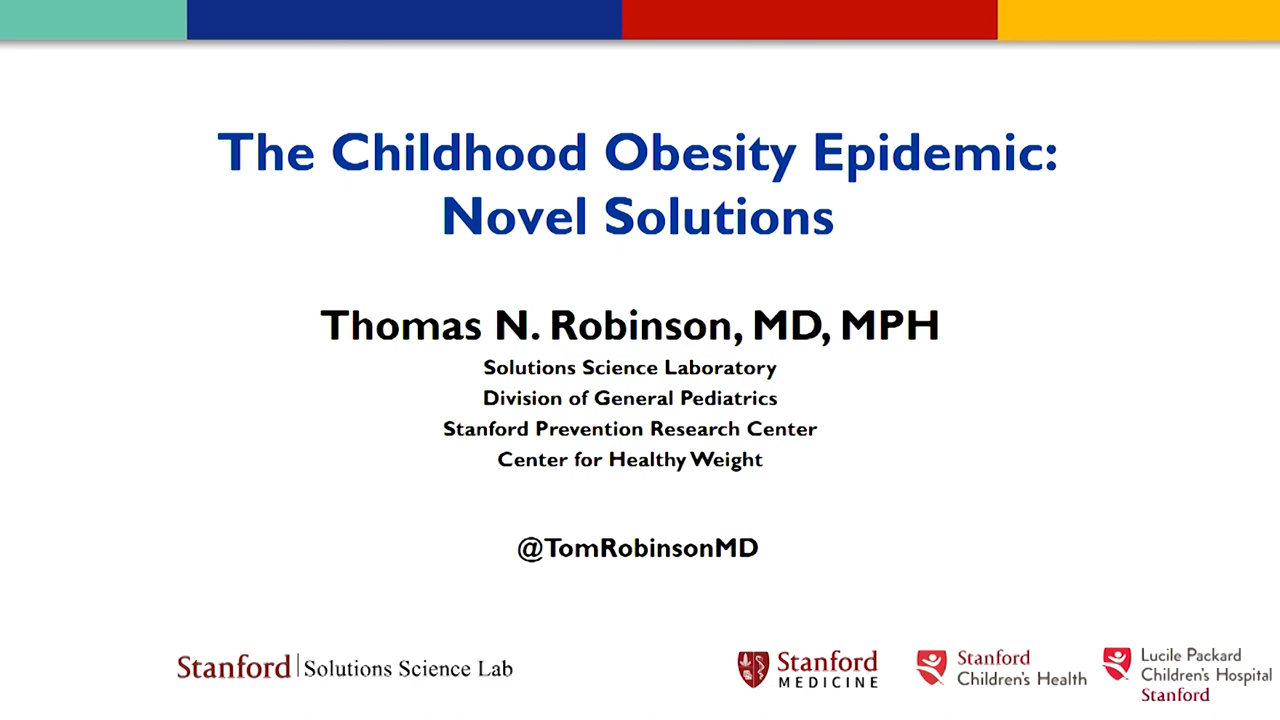 The Childhood Obesity Epidemic:
Novel Solutions
Thomas N. Robinson, MD, MPH
Solutions Science Laboratory
Division of General Pediatrics
Stanford Prevention Research Center
Center for Healthy Weight
@TomRobinsonMD
Stanford | Solutions Science Lab
Stanford
MEDICINE
Stanford
Children's Health
Lucile Packard
Children's Hospital
Stanford